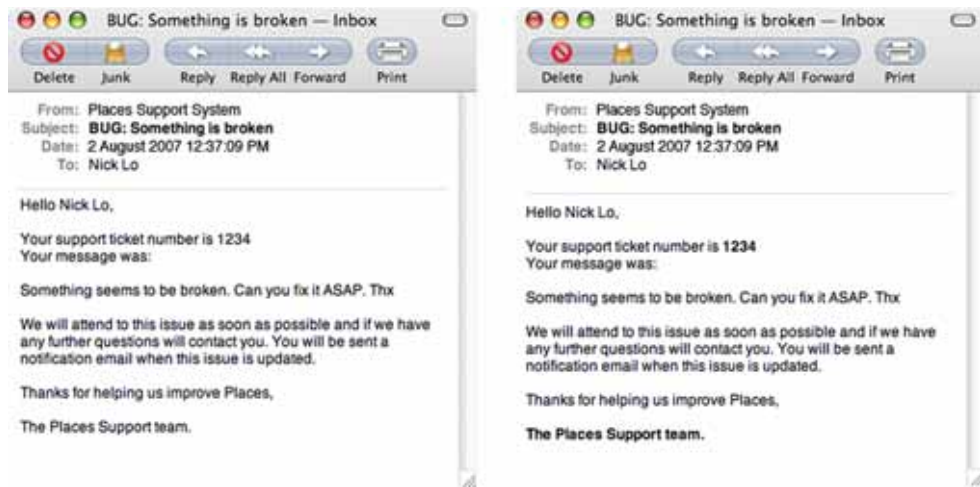 BUG: Something is broken — Inbox
Delete Junk Reply Reply All Forward Print
From: Places Support System
Subject: BUG: Something is broken
Date: 2 August 2007 12:37:09 PM
To: Nick Lo
Hello Nick Lo,
Your support ticket number is 1234
Your message was:
Something seems to be broken. Can you fix it ASAP. Thx
We will attend to this issue as soon as possible and if we have
any further questions will contact you. You will be sent a
notification email when this issue is updated.
Thanks for helping us improve Places,
The Places Support team.
BUG: Something is broken — Inbox
Delete Junk Reply Reply All Forward Print
From: Places Support System
Subject: BUG: Something is broken
Date: 2 August 2007 12:37:09 PM
To: Nick Lo
Hello Nick Lo,
Your support ticket number is 1234
Your message was:
Something seems to be broken. Can you fix it ASAP. Thx
We will attend to this issue as soon as possible and if we have
any further questions will contact you. You will be sent a
notification email when this issue is updated.
Thanks for helping us improve Places,
The Places Support team.